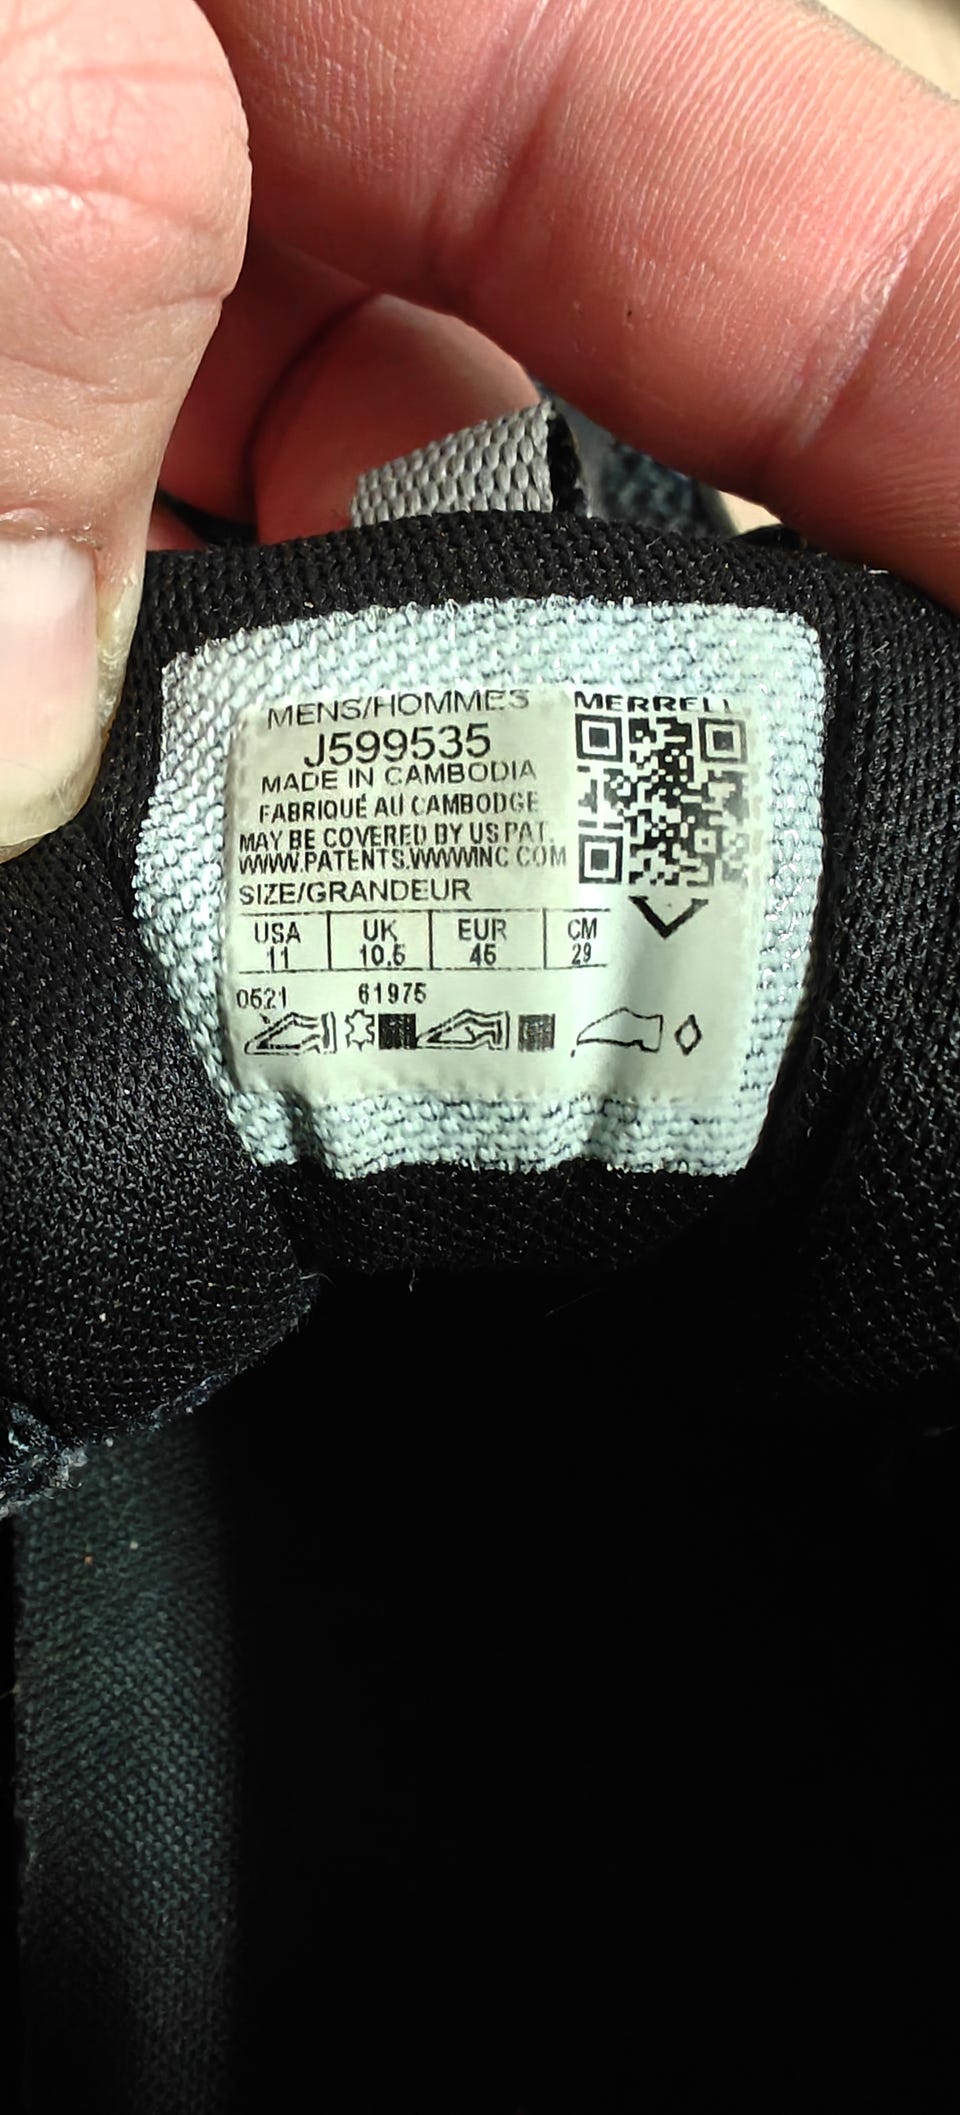 MENS/HOMMES
MERRELL
J599535
MADE IN CAMBODIA
FABRIQUÉ AU CAMBODGE
MAY BE COVERED BY US PAT.
WWW.PATENTS.WWWINC.COM
SIZE/GRANDEUR
USA UK EUR CM
11 10.5 45 29
0521 61975